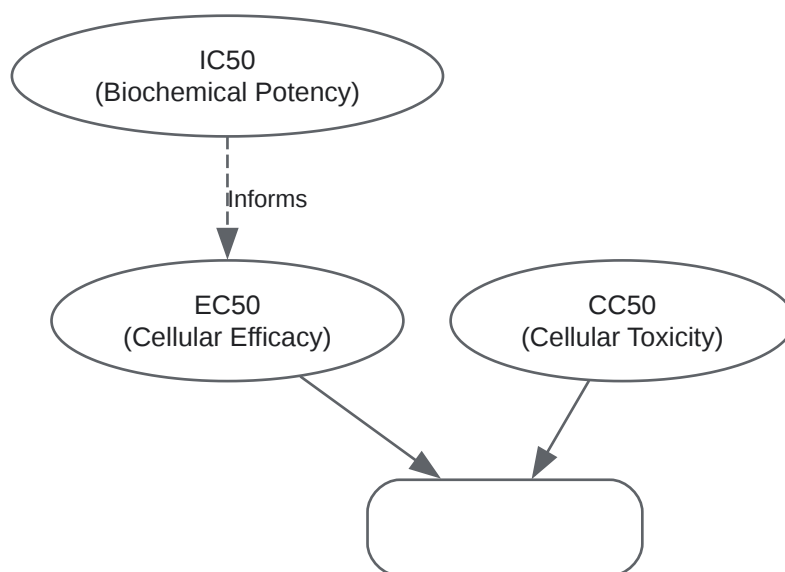 IC50
(Biochemical Potency)
Informs
EC50
(Cellular Efficacy)
CC50
(Cellular Toxicity)